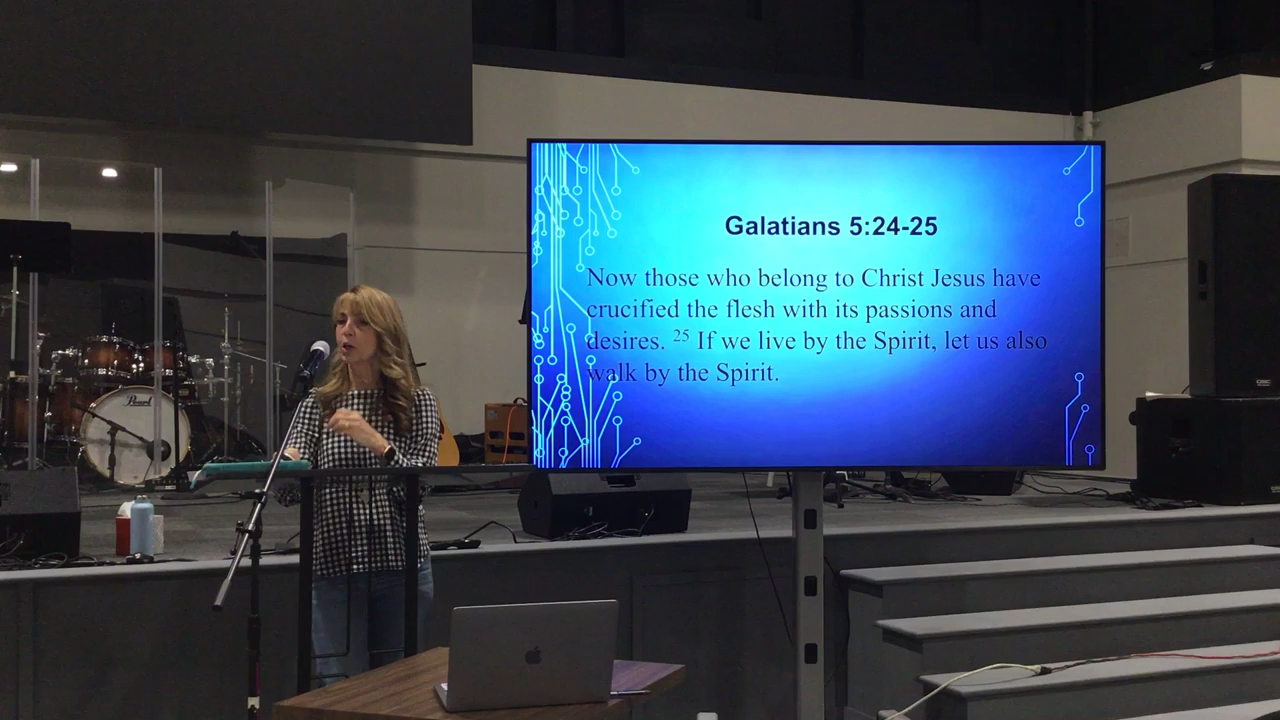 Galatians 5:24-25
Now those who belong to Christ Jesus have
crucified the flesh with its passions and
desires. 25 If we live by the Spirit, let us also
walk by the Spirit.
Pearl